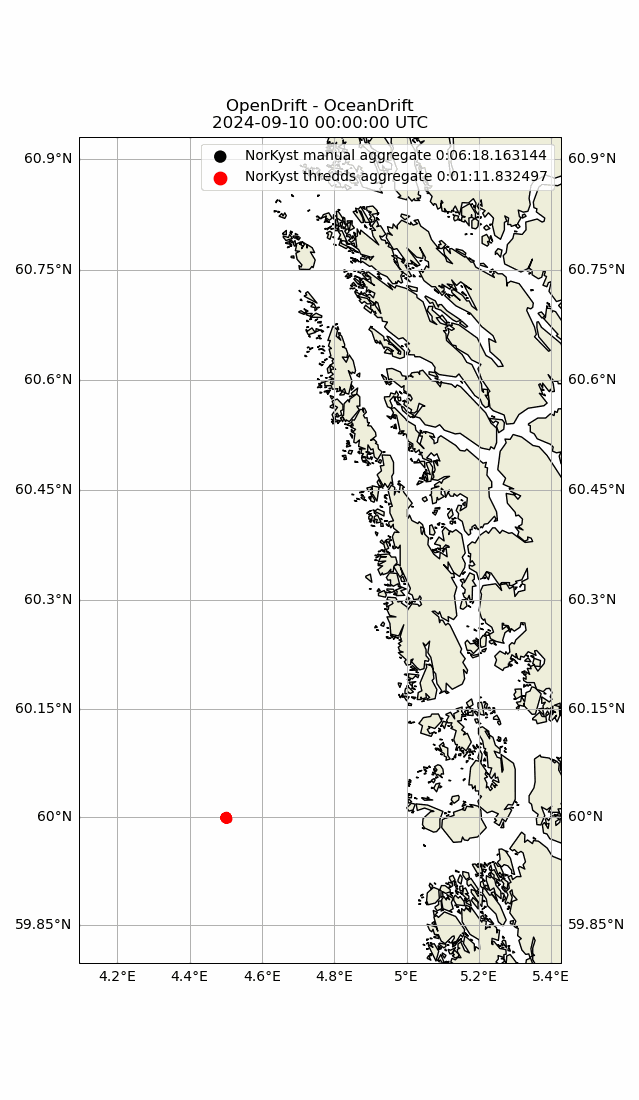 OpenDrift - OceanDrift
2024-09-10 00:00:00 UTC
NorKyst manual aggregate 0:06:18.163144
NorKyst thredds aggregate 0:01:11.832497
60.9°N 60.9°N
60.75°N 60.75°N
60.6°N 60.6°N
60.45°N 60.45°N
60.3°N 60.3°N
60.15°N 60.15°N
60°N 60°N
59.85°N 59.85°N
4.2°E 4.4°E 4.6°E 4.8°E 5°E 5.2°E 5.4°E